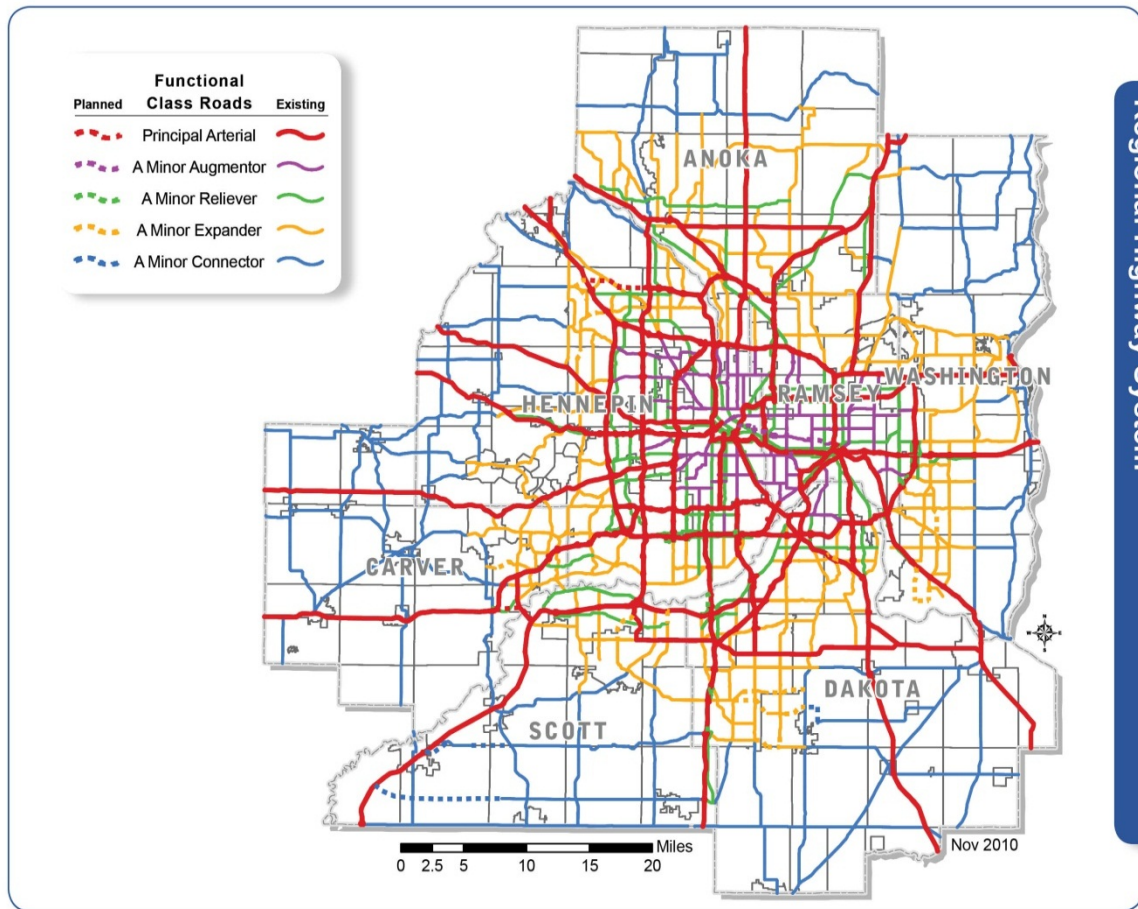 Functional
Class Roads
Planned
Existing
Principal Arterial
A Minor Augmentor
A Minor Reliever
A Minor Expander
A Minor Connector
ANOKA
WASHINGTON
RAMSEY
HENNEPIN
CARVER
DAKOTA
SCOTT
Miles
0 2.5 5 10 15 20
Nov 2010